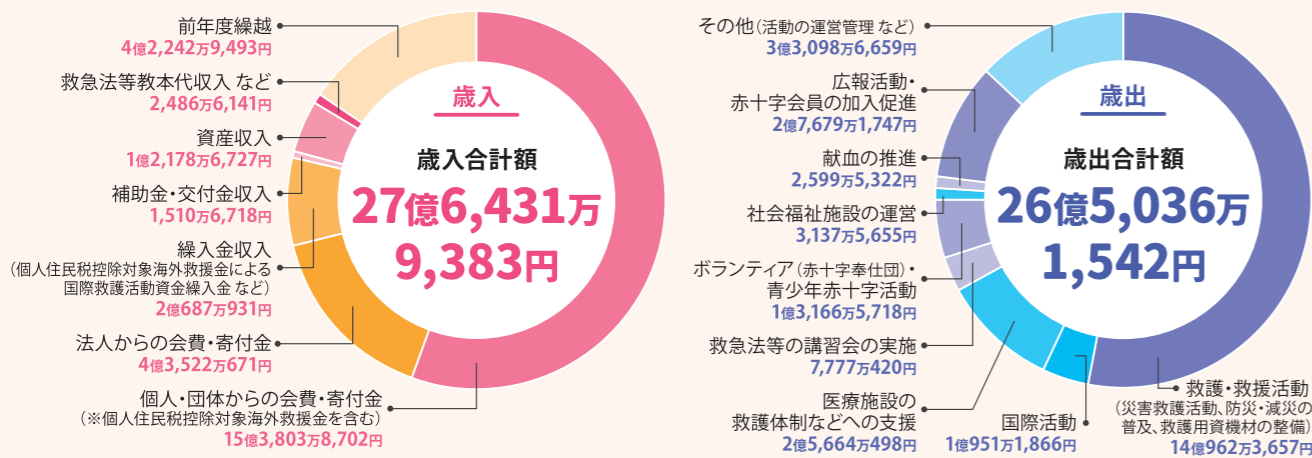 前年度繰越
4億2,242万9,493円
救急法等教本代収入 など
2,486万6,141円
資産収入
1億2,178万6,727円
補助金・交付金収入
1,510万6,718円
繰入金収入
（個人住民税控除対象海外救援金による
国際救護活動資金繰入金 など）
2億687万931円
法人からの会費・寄付金
4億3,522万671円
個人・団体からの会費・寄付金
（※個人住民税控除対象海外救援金を含む）
15億3,803万8,702円
歳入
歳入合計額
27億6,431万
9,383円
その他（活動の運営管理 など）
3億3,098万6,659円
広報活動・
赤十字会員の加入促進
2億7,679万1,747円
献血の推進
2,599万5,322円
社会福祉施設の運営
3,137万5,655円
ボランティア（赤十字奉仕団）・
青少年赤十字活動
1億3,166万5,718円
救急法等の講習会の実施
7,777万420円
医療施設の
救護体制などへの支援
2億5,664万498円
国際活動
1億951万1,866円
救護・救援活動
（災害救護活動、防災・減災の
普及、救護用資機材の整備）
14億962万3,657円
歳出
歳出合計額
26億5,036万
1,542円